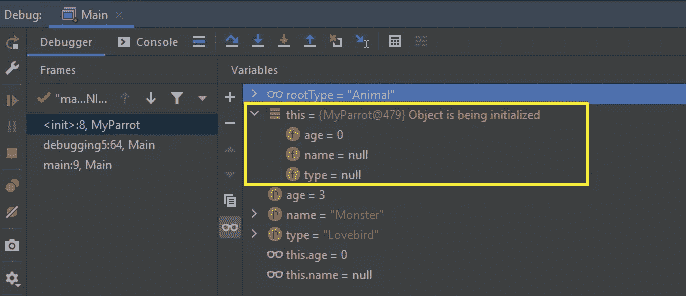 Debug: Main
Debugger Console
Frames Variables
"ma...NI...
<init>:8, MyParrot
debugging5:64, Main
main:9, Main
rootType = "Animal"
this = {MyParrot@479} Object is being initialized
age = 0
name = null
type = null
age = 3
name = "Monster"
type = "Lovebird"
this.age = 0
this.name = null